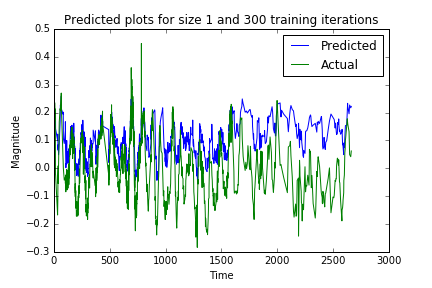 Predicted plots for size 1 and 300 training iterations
Predicted
Actual
0.5
0.4
0.3
0.2
0.1
0.0
−0.1
−0.2
−0.3
Magnitude
0 500 1000 1500 2000 2500 3000
Time